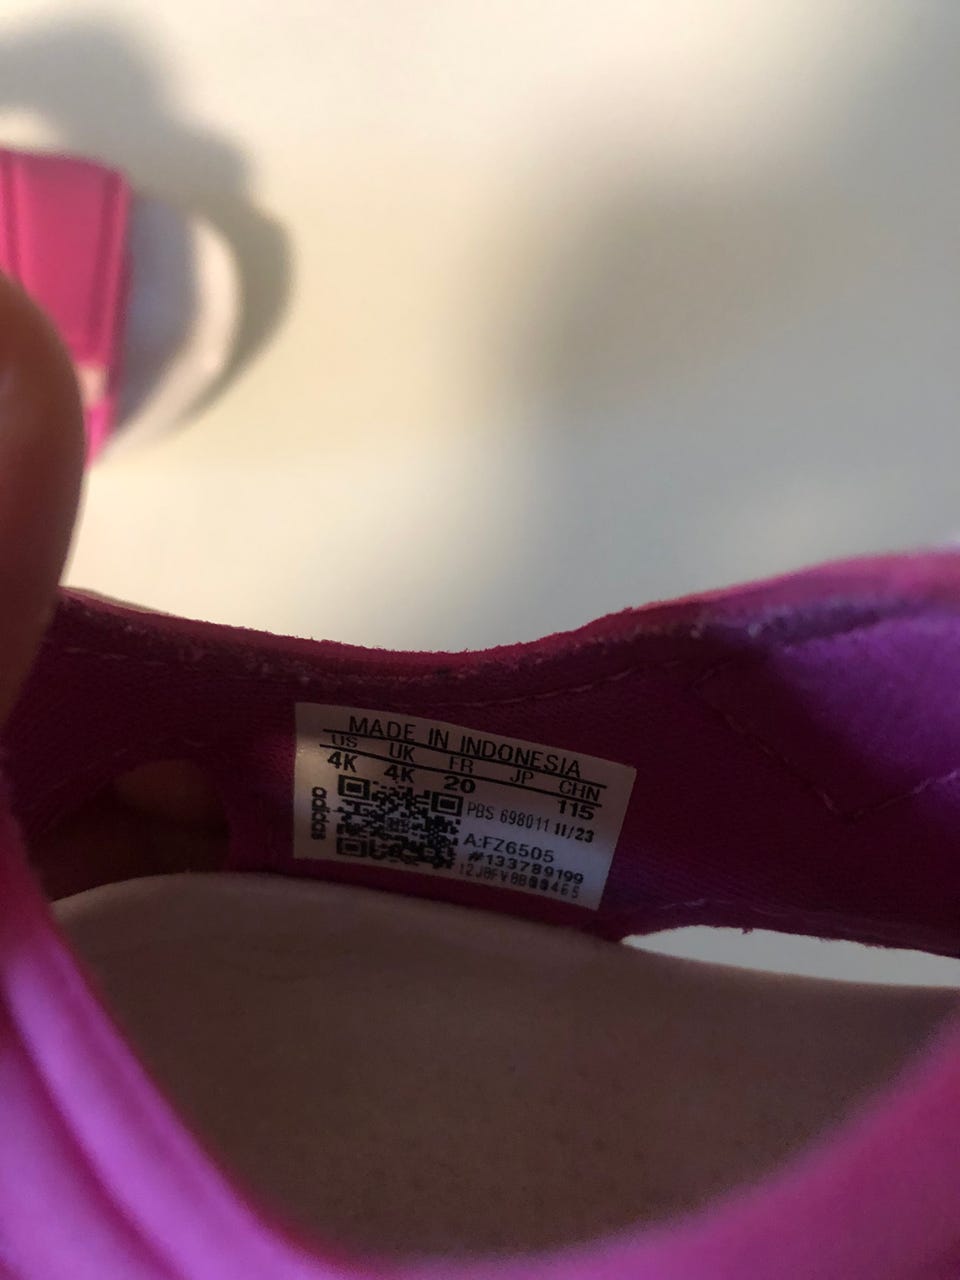 MADE IN INDONESIA
US UK FR JP CHN
4K 4K 20 115
adidas
PBS 698011 11/23
A:FZ6505
#133789199